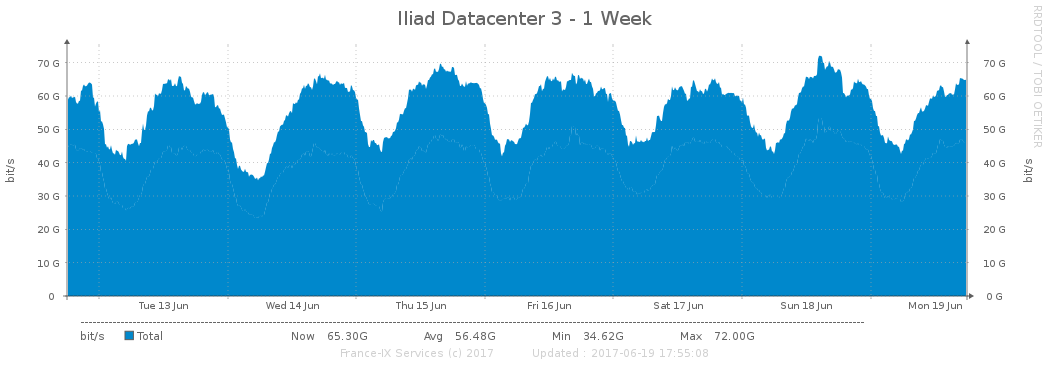 Iliad Datacenter 3 - 1 Week
RRDTOOL / TOBI OETIKER
bit/s
bit/s
70 G 70 G
60 G 60 G
50 G 50 G
40 G 40 G
30 G 30 G
20 G 20 G
10 G 10 G
0 0 G
Tue 13 Jun Wed 14 Jun Thu 15 Jun Fri 16 Jun Sat 17 Jun Sun 18 Jun Mon 19 Jun
bit/s Total Now 65.30G Avg 56.48G Min 34.62G Max 72.00G
France-IX Services (c) 2017 Updated : 2017-06-19 17:55:08